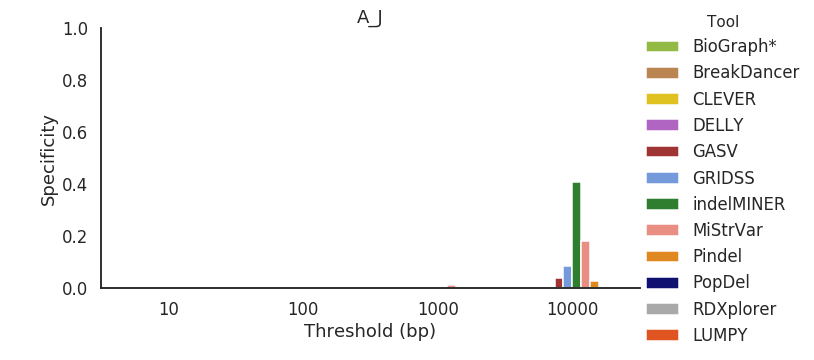 A_J
Specificity
1.0
0.8
0.6
0.4
0.2
0.0
10
100
1000
10000
Threshold (bp)
Tool
BioGraph*
BreakDancer
CLEVER
DELLY
GASV
GRIDSS
indelMINER
MiStrVar
Pindel
PopDel
RDXplorer
LUMPY